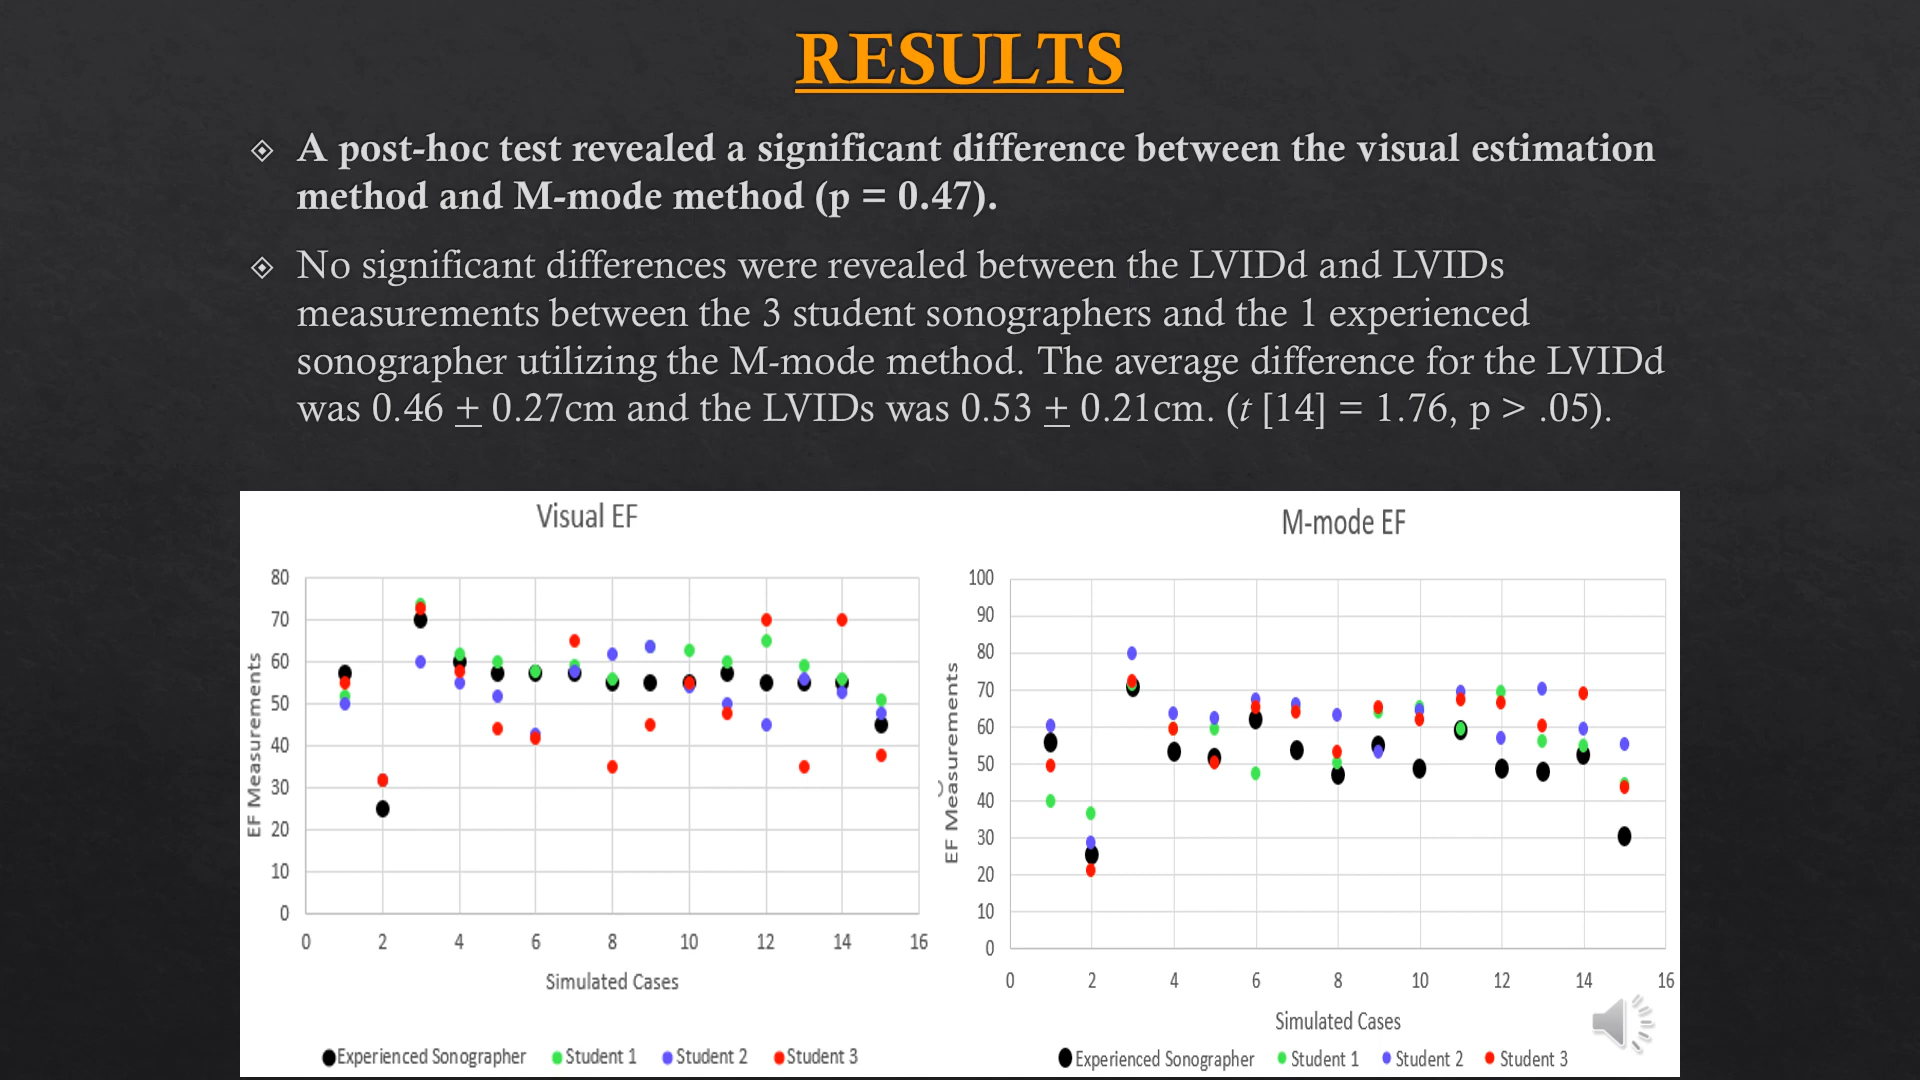 RESULTS
A post-hoc test revealed a significant difference between the visual estimation
method and M-mode method (p = 0.47).
No significant differences were revealed between the LVIDd and LVIDs
measurements between the 3 student sonographers and the 1 experienced
sonographer utilizing the M-mode method. The average difference for the LVIDd
was 0.46 ± 0.27cm and the LVIDs was 0.53 ± 0.21cm. (t [14] = 1.76, p > .05).
Visual EF
EF Measurements
80
70
60
50
40
30
20
10
0
0 2 4 6 8 10 12 14 16
Simulated Cases
Experienced Sonographer Student 1 Student 2 Student 3
M-mode EF
EF Measurements
100
90
80
70
60
50
40
30
20
10
0
0 2 4 6 8 10 12 14 16
Simulated Cases
Experienced Sonographer Student 1 Student 2 Student 3